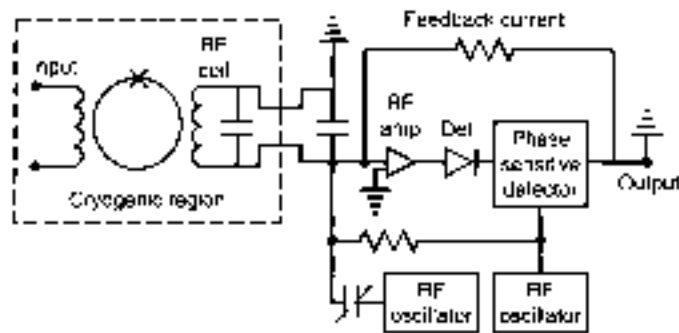 Feedback current
Input
RF
coil
RF
amp
Det
Phase
sensitive
detector
Output
Cryogenic region
RF
oscillator
RF
oscillator